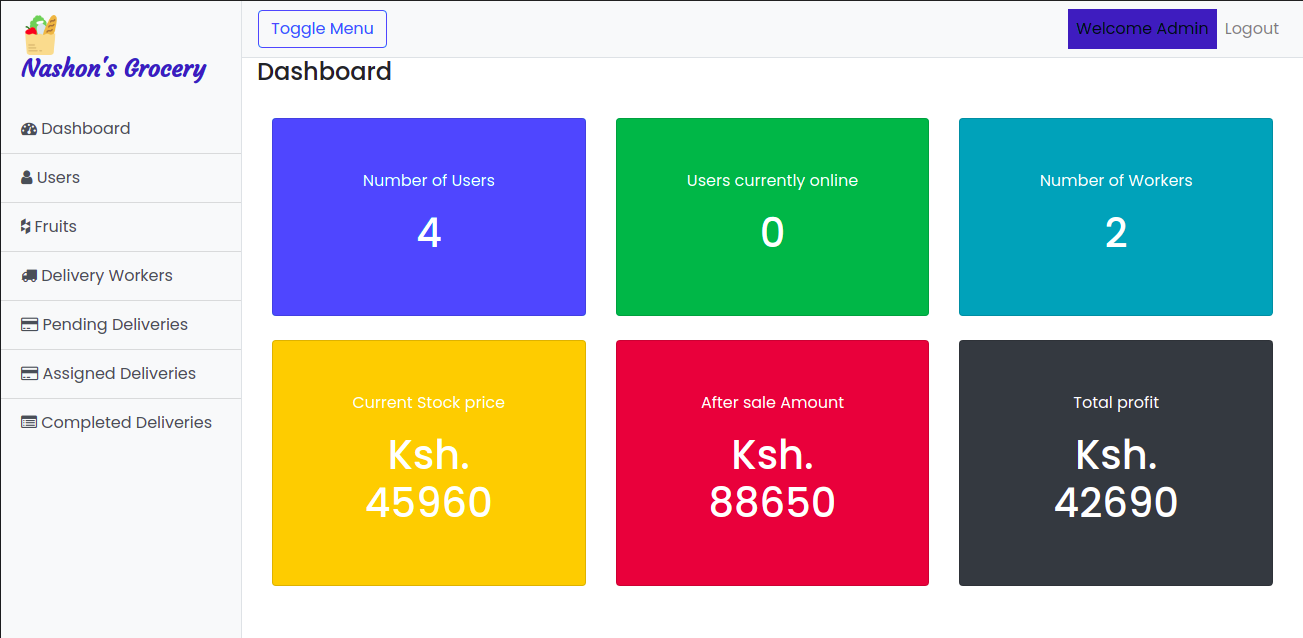 Nashon's Grocery
Dashboard
Users
Fruits
Delivery Workers
Pending Deliveries
Assigned Deliveries
Completed Deliveries
Toggle Menu
Welcome Admin
Logout
Dashboard
Number of Users
4
Users currently online
0
Number of Workers
2
Current Stock price
Ksh.
45960
After sale Amount
Ksh.
88650
Total profit
Ksh.
42690